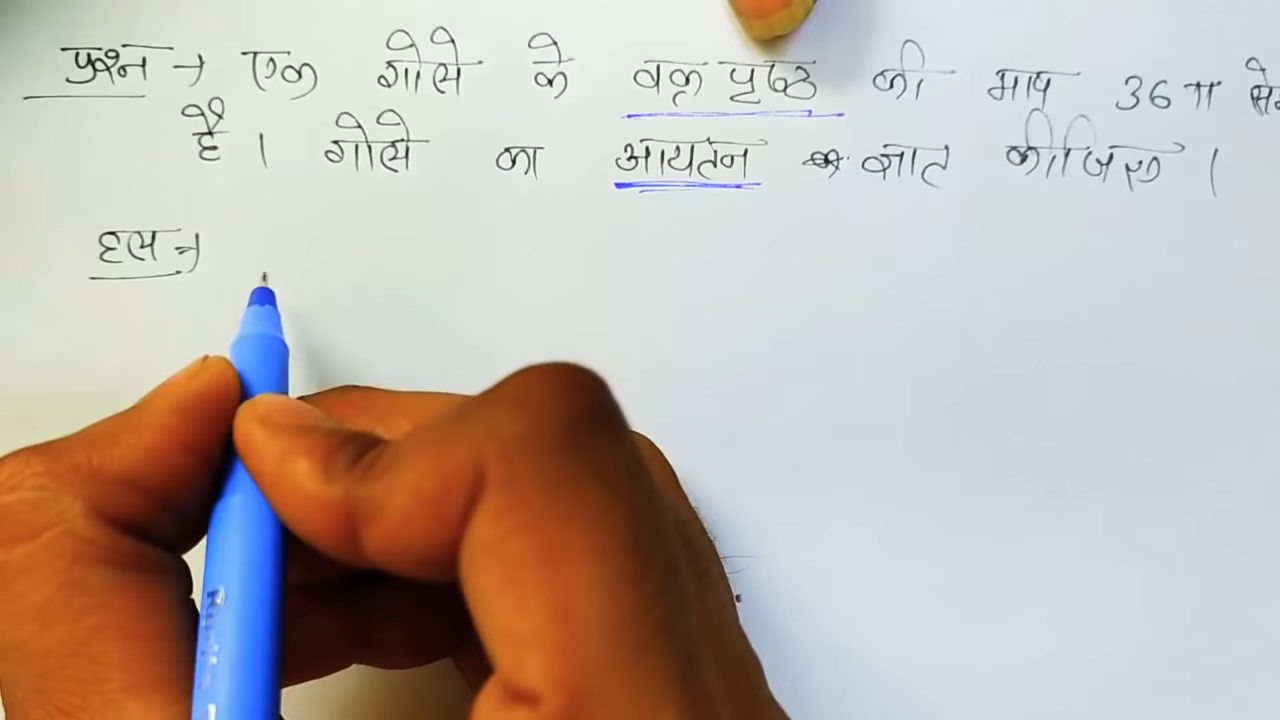 प्रश्न → एक गोले के वक्र पृष्ठ की माप 36π
है। गोले का आयतन ज्ञात कीजिए।
हल →